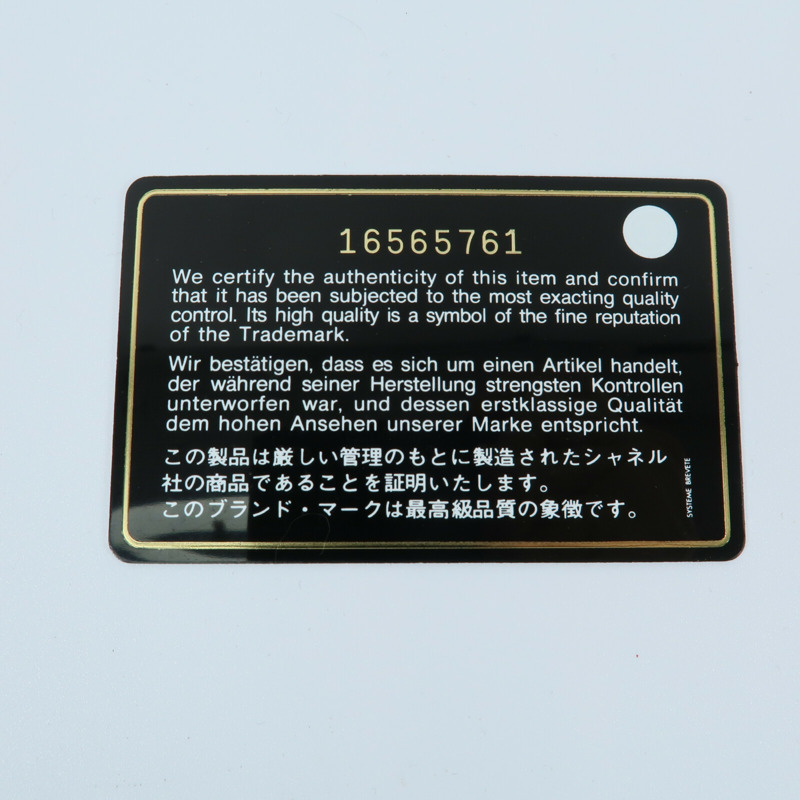 16565761
We certify the authenticity of this item and confirm
that it has been subjected to the most exacting quality
control. Its high quality is a symbol of the fine reputation
of the Trademark.
Wir bestätigen, dass es sich um einen Artikel handelt,
der während seiner Herstellung strengsten Kontrollen
unterworfen war, und dessen erstklassige Qualität
dem hohen Ansehen unserer Marke entspricht.
この製品は厳しい管理のもとに製造されたシャネル
社の商品であることを証明いたします。
このブランド・マークは最高級品質の象徴です。
SYSTEME BREVETE